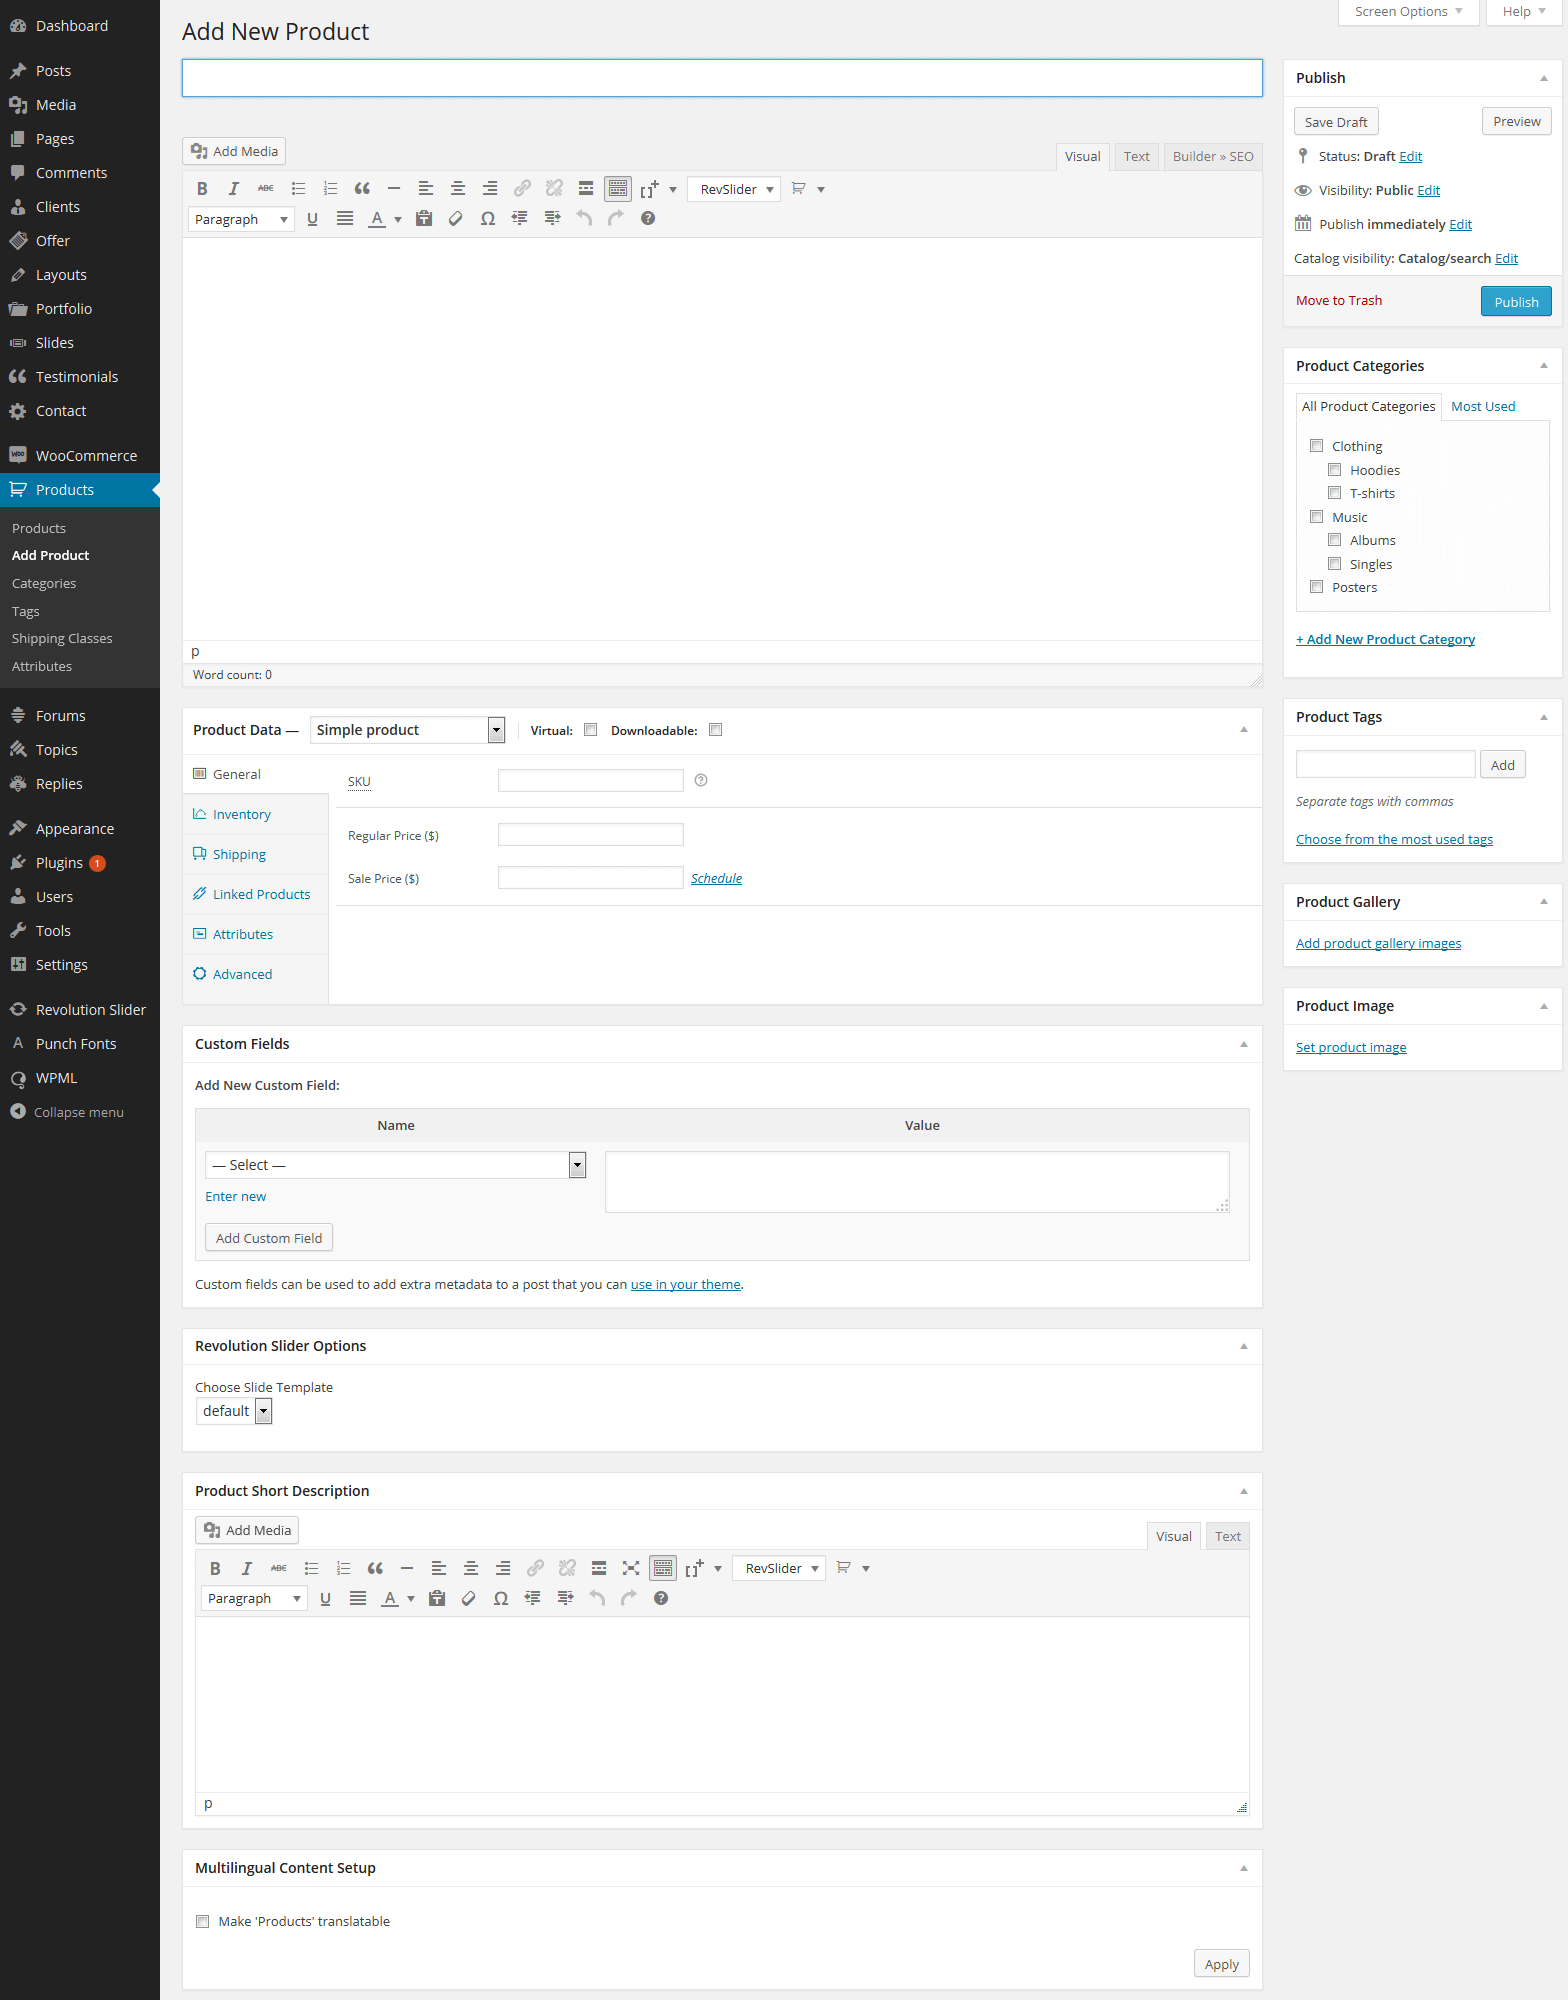 Dashboard
Posts
Media
Pages
Comments
Clients
Offer
Layouts
Portfolio
Slides
Testimonials
Contact
WooCommerce
Products
Products
Add Product
Categories
Tags
Shipping Classes
Attributes
Forums
Topics
Replies
Appearance
Plugins 1
Users
Tools
Settings
Revolution Slider
Punch Fonts
WPML
Collapse menu
Screen Options Help
Add New Product
Add Media
Visual Text Builder » SEO
B I ABC RevSlider
Paragraph U A Ω
p
Word count: 0
Product Data — Simple product Virtual: Downloadable:
General
Inventory
Shipping
Linked Products
Attributes
Advanced
SKU
Regular Price ($)
Sale Price ($) Schedule
Custom Fields
Add New Custom Field:
Name Value
— Select —
Enter new
Add Custom Field
Custom fields can be used to add extra metadata to a post that you can use in your theme.
Revolution Slider Options
Choose Slide Template
default
Product Short Description
Add Media
Visual Text
B I ABC RevSlider
Paragraph U A Ω
p
Multilingual Content Setup
Make 'Products' translatable
Apply
Publish
Save Draft Preview
Status: Draft Edit
Visibility: Public Edit
Publish immediately Edit
Catalog visibility: Catalog/search Edit
Move to Trash Publish
Product Categories
All Product Categories Most Used
Clothing
Hoodies
T-shirts
Music
Albums
Singles
Posters
+ Add New Product Category
Product Tags
Add
Separate tags with commas
Choose from the most used tags
Product Gallery
Add product gallery images
Product Image
Set product image